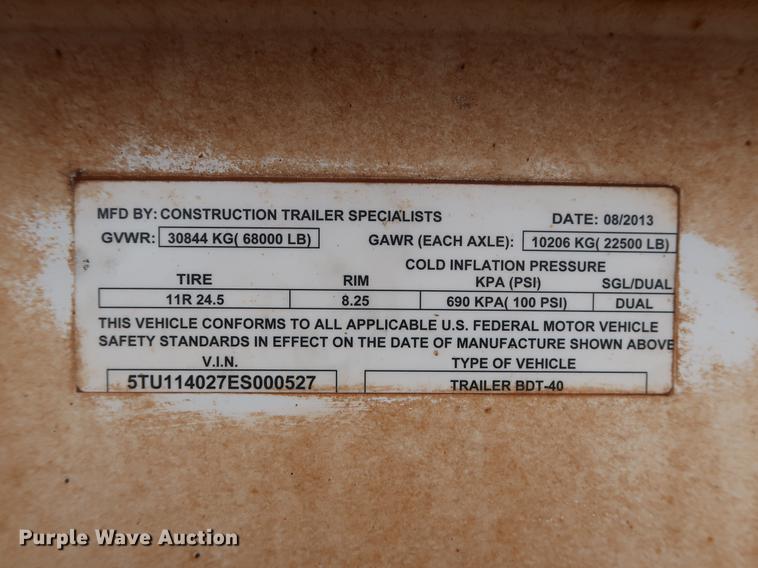 MFD BY: CONSTRUCTION TRAILER SPECIALISTS DATE: 08/2013
GVWR: 30844 KG( 68000 LB) GAWR (EACH AXLE): 10206 KG( 22500 LB)
COLD INFLATION PRESSURE
TIRE RIM KPA (PSI) SGL/DUAL
11R 24.5 8.25 690 KPA( 100 PSI) DUAL
THIS VEHICLE CONFORMS TO ALL APPLICABLE U.S. FEDERAL MOTOR VEHICLE
SAFETY STANDARDS IN EFFECT ON THE DATE OF MANUFACTURE SHOWN ABOVE
V.I.N. TYPE OF VEHICLE
5TU114027ES000527 TRAILER BDT-40
Purple Wave Auction